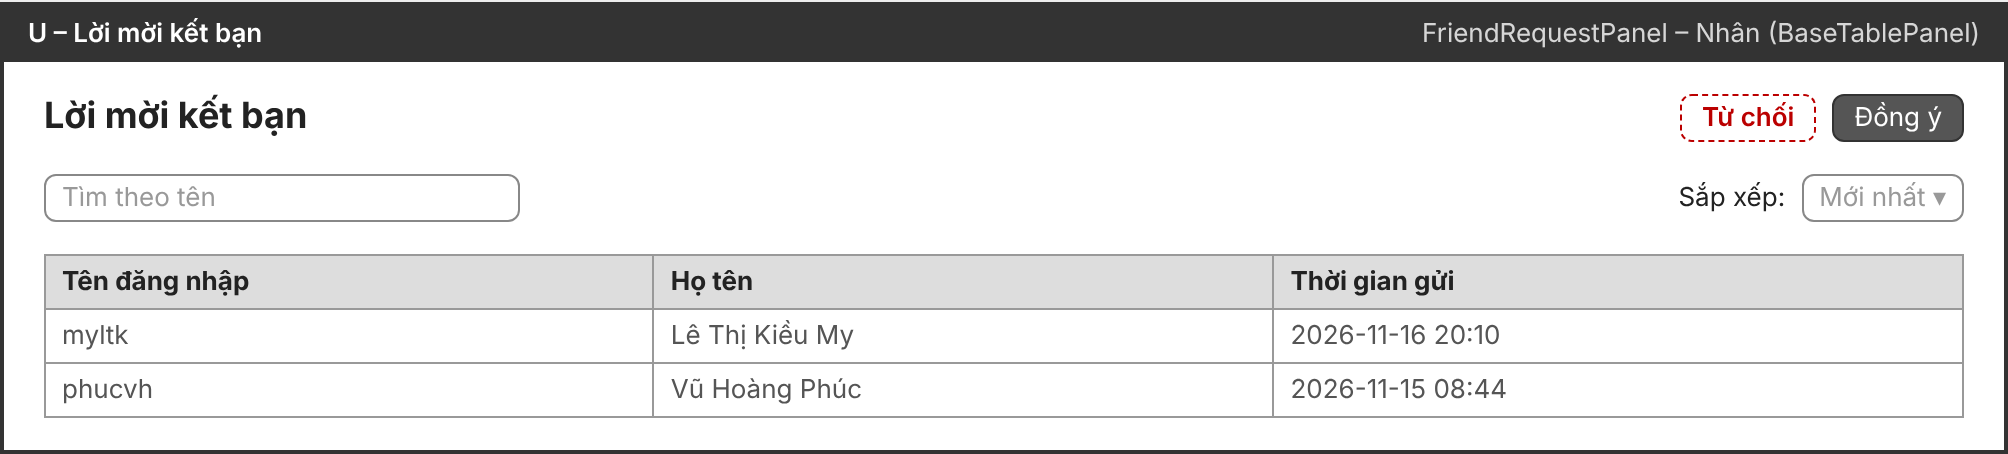 U – Lời mời kết bạn FriendRequestPanel – Nhân (BaseTablePanel)
Lời mời kết bạn Từ chối Đồng ý
Tìm theo tên Sắp xếp: Mới nhất ▾
Tên đăng nhập Họ tên Thời gian gửi
myltk Lê Thị Kiều My 2026-11-16 20:10
phucvh Vũ Hoàng Phúc 2026-11-15 08:44